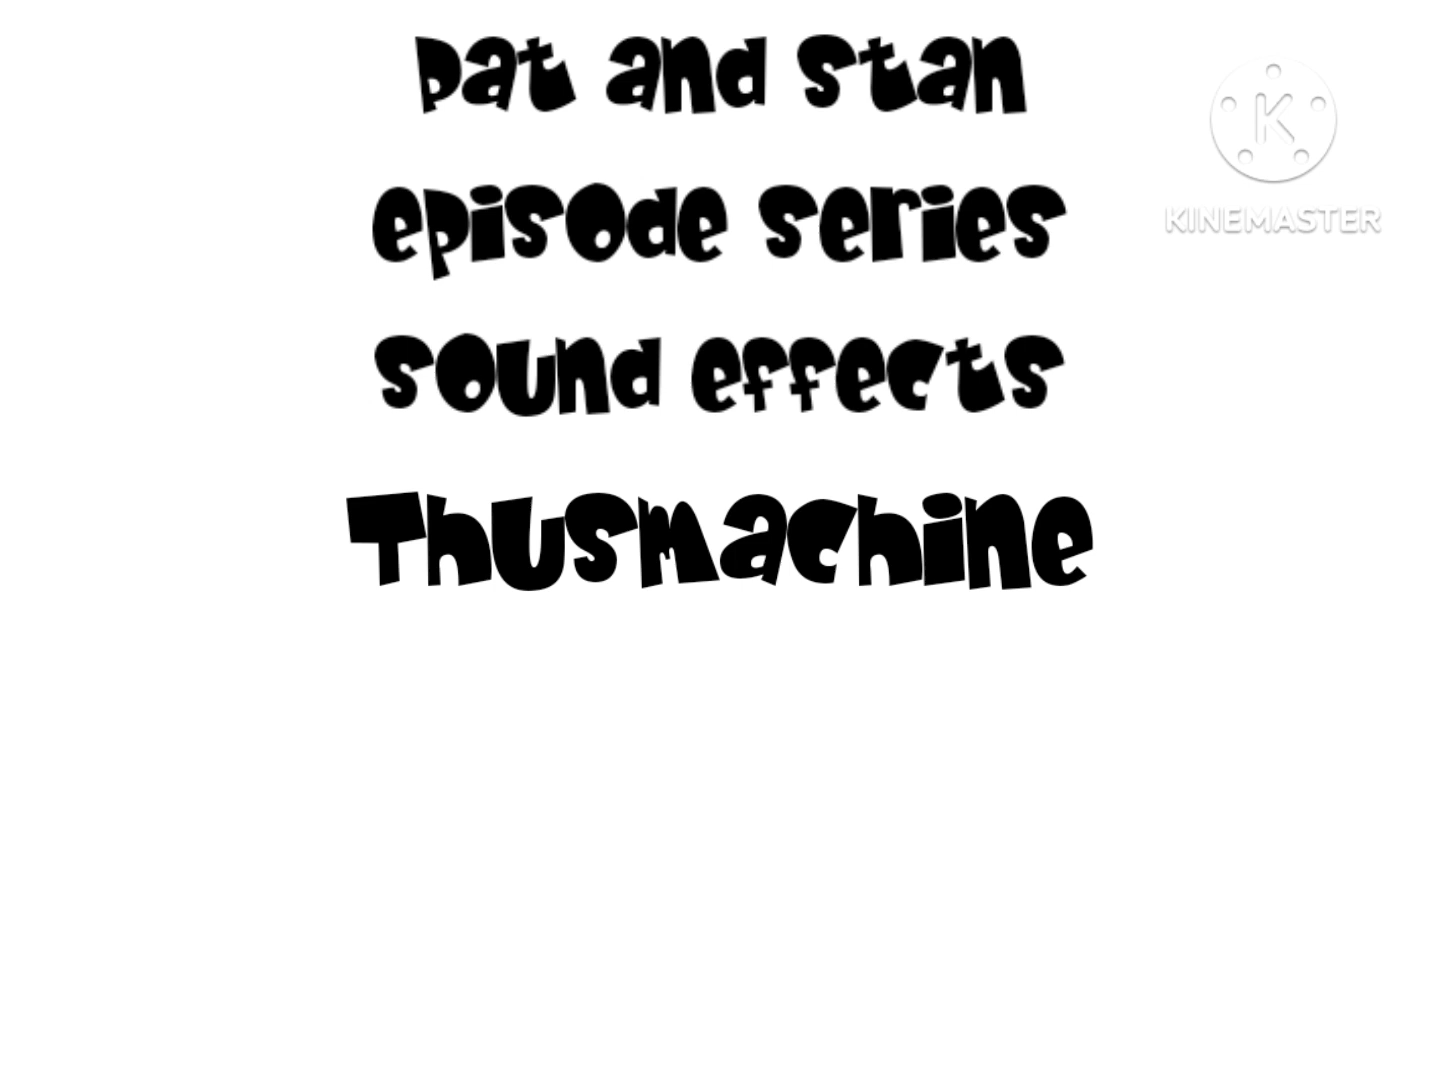 pat and stan
episode series
sound effects
Thusmachine
K
KINEMASTER